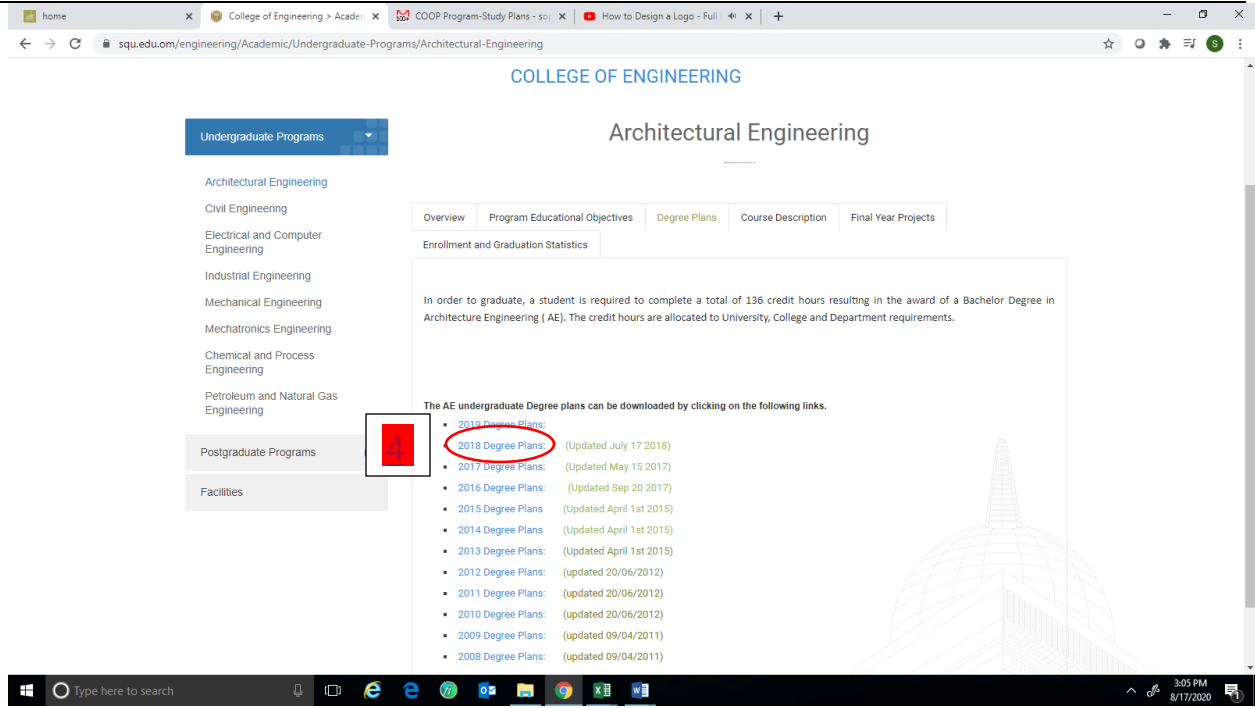 home
College of Engineering > Academ
COOP Program-Study Plans - sop
How to Design a Logo - Full
squ.edu.om/engineering/Academic/Undergraduate-Programs/Architectural-Engineering
S
COLLEGE OF ENGINEERING
Undergraduate Programs
Architectural Engineering
Civil Engineering
Electrical and Computer
Engineering
Industrial Engineering
Mechanical Engineering
Mechatronics Engineering
Chemical and Process
Engineering
Petroleum and Natural Gas
Engineering
Postgraduate Programs
Facilities
Architectural Engineering
Overview Program Educational Objectives Degree Plans Course Description Final Year Projects
Enrollment and Graduation Statistics
In order to graduate, a student is required to complete a total of 136 credit hours resulting in the award of a Bachelor Degree in
Architecture Engineering ( AE). The credit hours are allocated to University, College and Department requirements.
The AE undergraduate Degree plans can be downloaded by clicking on the following links.
2019 Degree Plans:
4
2018 Degree Plans: (Updated July 17 2018)
2017 Degree Plans: (Updated May 15 2017)
2016 Degree Plans: (Updated Sep 20 2017)
2015 Degree Plans (Updated April 1st 2015)
2014 Degree Plans (Updated April 1st 2015)
2013 Degree Plans: (Updated April 1st 2015)
2012 Degree Plans: (updated 20/06/2012)
2011 Degree Plans: (updated 20/06/2012)
2010 Degree Plans: (updated 20/06/2012)
2009 Degree Plans: (updated 09/04/2011)
2008 Degree Plans: (updated 09/04/2011)
Type here to search
3:05 PM
8/17/2020